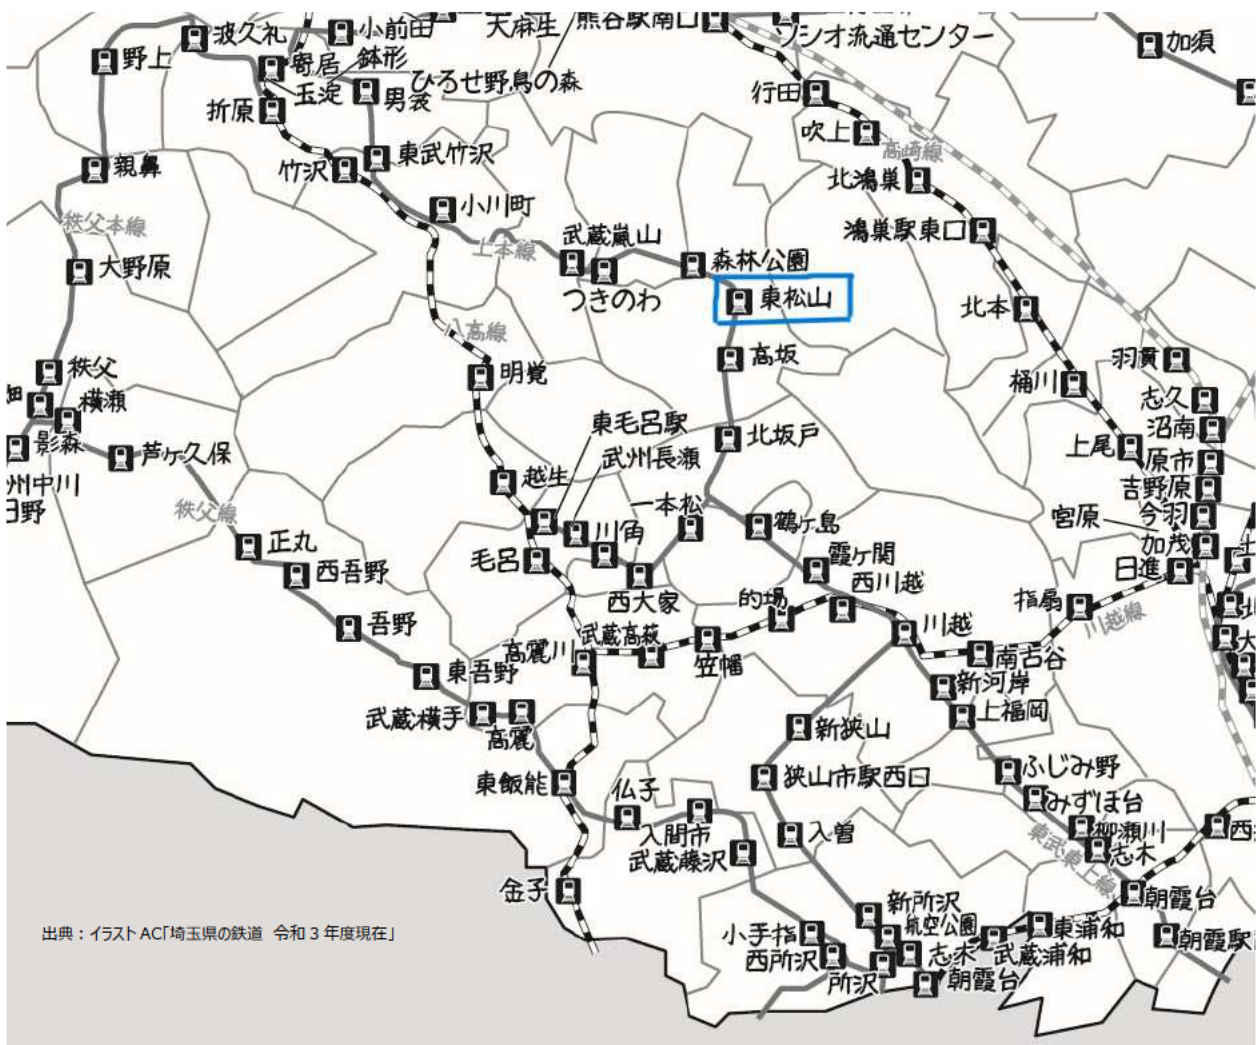 波久礼
小前田
大麻生
熊谷駅南口
ソシオ流通センター
加須
野上
寄居
鉢形
玉淀
男衾
ひろせ野鳥の森
折原
行田
吹上
高崎線
親鼻
竹沢
東武竹沢
北鴻巣
小川町
鴻巣駅東口
秩父本線
上本線
武蔵嵐山
森林公園
大野原
つきのわ
東松山
北本
八高線
高坂
羽貫
秩父
明覚
桶川
志久
畑
横瀬
東毛呂駅
沼南
影森
芦ヶ久保
武州長瀬
北坂戸
上尾
原市
州中川
日野
越生
吉野原
秩父線
一本松
鶴ヶ島
宮原
今羽
正丸
川角
加茂
毛呂
霞ヶ関
日進
西吾野
西大家
的場
西川越
指扇
川越線
吾野
武蔵高萩
笠幡
川越
南古谷
高麗川
東吾野
新河岸
武蔵横手
高麗
新狭山
上福岡
東飯能
狭山市駅西口
ふじみ野
仏子
みずほ台
入間市
入曽
柳瀬川
西
武蔵藤沢
志木
東武東上線
金子
朝霞台
新所沢
小手指
航空公園
東浦和
朝霞駅
西所沢
志木
武蔵浦和
所沢
朝霞台
出典：イラストAC「埼玉県の鉄道 令和3年度現在」